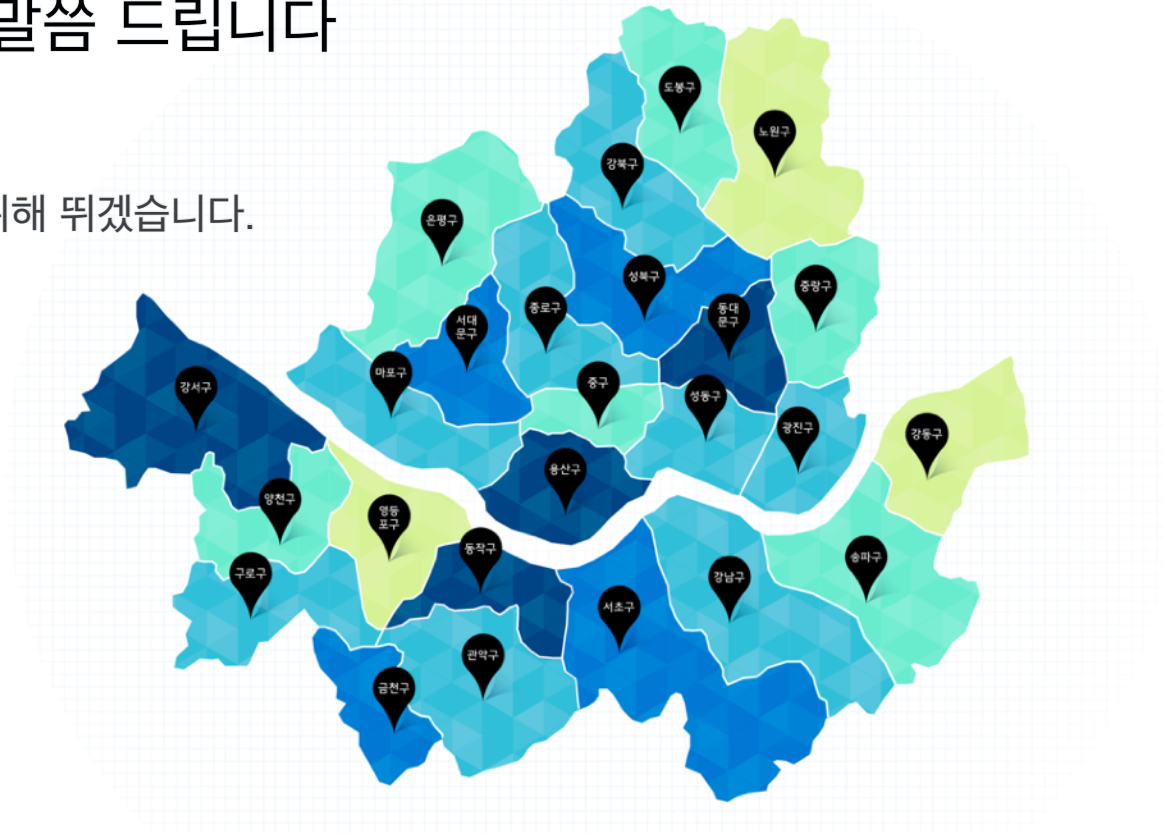 말씀 드립니다
위해 뛰겠습니다.
도봉구
노원구
강북구
은평구
성북구
중랑구
종로구
동대
문구
서대
문구
마포구
중구
강서구
성동구
광진구
강동구
용산구
양천구
영등
포구
동작구
송파구
구로구
강남구
서초구
관악구
금천구